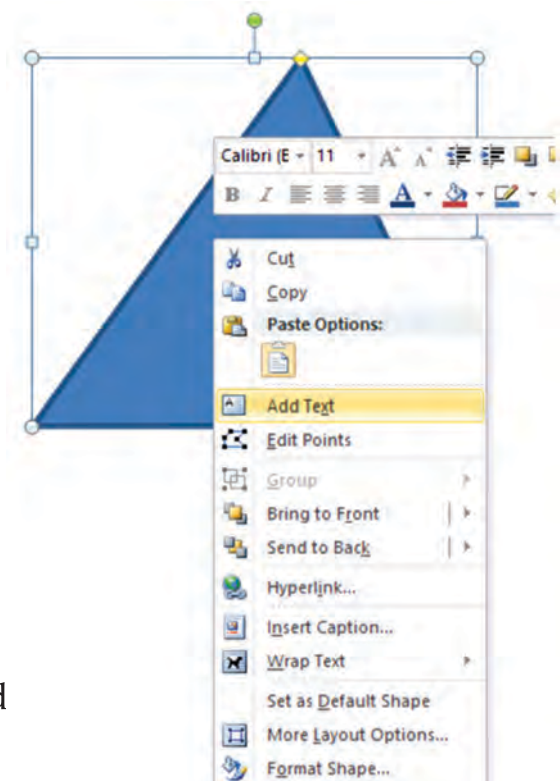 Calibri (E 11 A A
B I A
Cut
Copy
Paste Options:
Add Text
Edit Points
Group
Bring to Front
Send to Back
Hyperlink...
Insert Caption...
Wrap Text
d
Set as Default Shape
More Layout Options...
Format Shape...